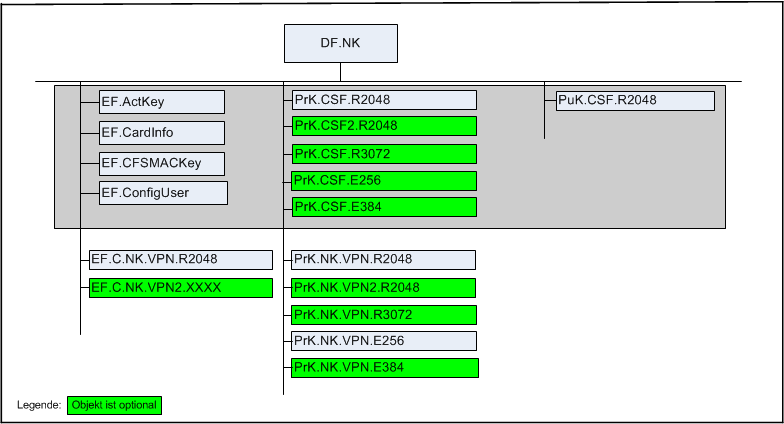 DF.NK
EF.ActKey
EF.CardInfo
EF.CFSMACKey
EF.ConfigUser
EF.C.NK.VPN.R2048
EF.C.NK.VPN2.XXXX
PrK.CSF.R2048
PrK.CSF2.R2048
PrK.CSF.R3072
PrK.CSF.E256
PrK.CSF.E384
PrK.NK.VPN.R2048
PrK.NK.VPN2.R2048
PrK.NK.VPN.R3072
PrK.NK.VPN.E256
PrK.NK.VPN.E384
PuK.CSF.R2048
Legende: Objekt ist optional